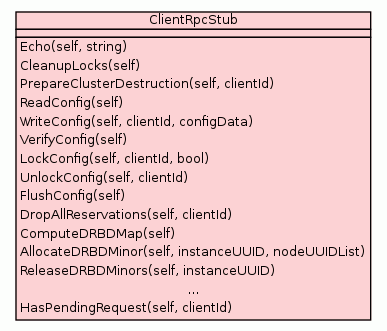 ClientRpcStub
Echo(self, string)
CleanupLocks(self)
PrepareClusterDestruction(self, clientId)
ReadConfig(self)
WriteConfig(self, clientId, configData)
VerifyConfig(self)
LockConfig(self, clientId, bool)
UnlockConfig(self, clientId)
FlushConfig(self)
DropAllReservations(self, clientId)
ComputeDRBDMap(self)
AllocateDRBDMinor(self, instanceUUID, nodeUUIDList)
ReleaseDRBDMinors(self, instanceUUID)
...
HasPendingRequest(self, clientId)